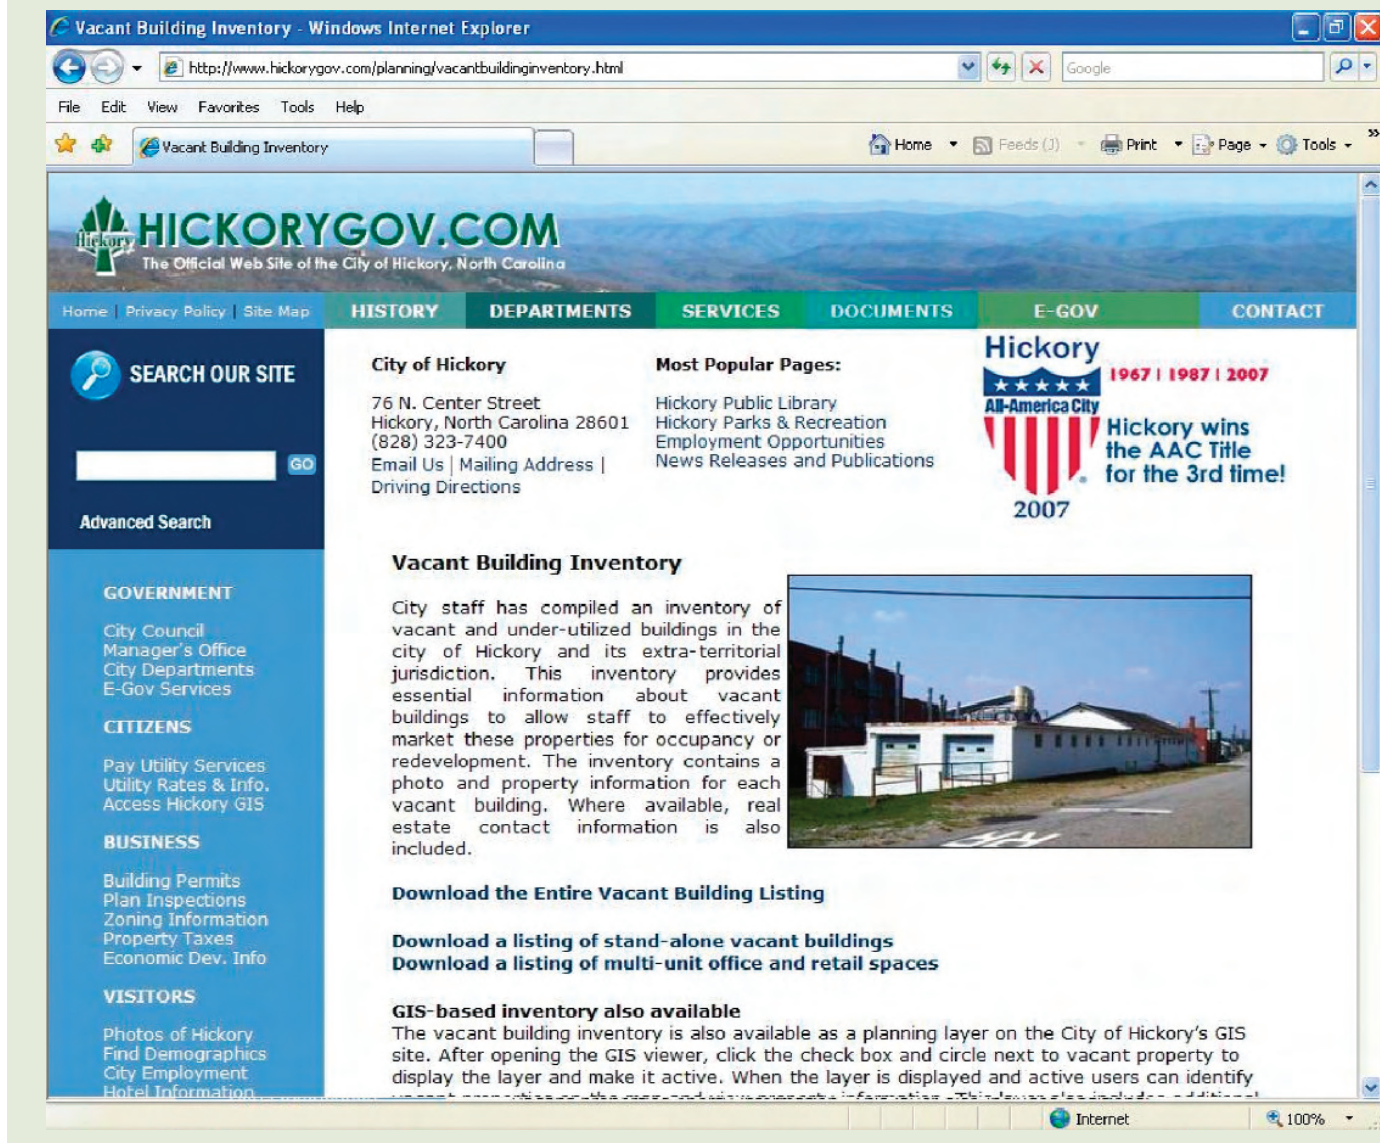 Vacant Building Inventory - Windows Internet Explorer
http://www.hickorygov.com/planning/vacantbuildinginventory.html
Google
File Edit View Favorites Tools Help
Vacant Building Inventory
Home Feeds (J) Print Page Tools »
Hickory
HICKORYGOV.COM
The Official Web Site of the City of Hickory, North Carolina
Home | Privacy Policy | Site Map HISTORY DEPARTMENTS SERVICES DOCUMENTS E-GOV CONTACT
SEARCH OUR SITE
GO
Advanced Search
GOVERNMENT
City Council
Manager's Office
City Departments
E-Gov Services
CITIZENS
Pay Utility Services
Utility Rates & Info.
Access Hickory GIS
BUSINESS
Building Permits
Plan Inspections
Zoning Information
Property Taxes
Economic Dev. Info
VISITORS
Photos of Hickory
Find Demographics
City Employment
Hotel Information
City of Hickory
76 N. Center Street
Hickory, North Carolina 28601
(828) 323-7400
Email Us | Mailing Address |
Driving Directions
Most Popular Pages:
Hickory Public Library
Hickory Parks & Recreation
Employment Opportunities
News Releases and Publications
Hickory
All-America City
2007
1967 | 1987 | 2007
Hickory wins
the AAC Title
for the 3rd time!
Vacant Building Inventory
City staff has compiled an inventory of
vacant and under-utilized buildings in the
city of Hickory and its extra-territorial
jurisdiction. This inventory provides
essential information about vacant
buildings to allow staff to effectively
market these properties for occupancy or
redevelopment. The inventory contains a
photo and property information for each
vacant building. Where available, real
estate contact information is also
included.
Download the Entire Vacant Building Listing
Download a listing of stand-alone vacant buildings
Download a listing of multi-unit office and retail spaces
GIS-based inventory also available
The vacant building inventory is also available as a planning layer on the City of Hickory's GIS
site. After opening the GIS viewer, click the check box and circle next to vacant property to
display the layer and make it active. When the layer is displayed and active users can identify
Internet 100%